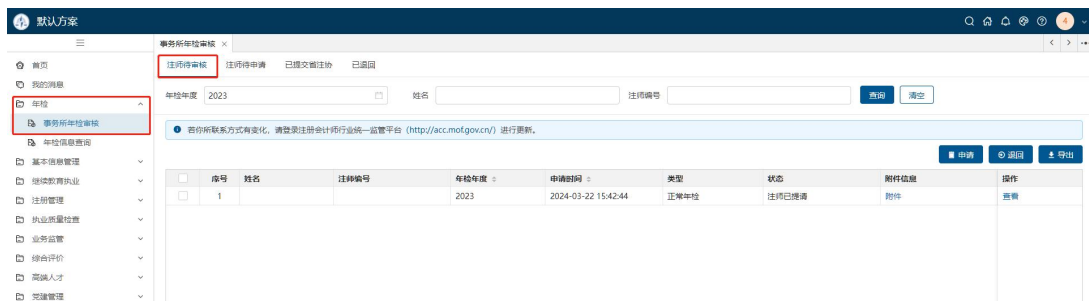 默认方案 4
事务所年检审核 ×
首页
我的消息
年检
事务所年检审核
年检信息查询
基本信息管理
继续教育执业
注册管理
执业质量检查
业务监管
综合评价
高端人才
党建管理
注师待审核 注师待申请 已提交省注协 已退回
年检年度 2023 姓名 注师编号 查询 清空
若你所联系方式有变化，请登录注册会计师行业统一监管平台（http://acc.mof.gov.cn/）进行更新。
申请 退回 导出
序号 姓名 注师编号 年检年度 申请时间 类型 状态 附件信息 操作
1 2023 2024-03-22 15:42:44 正常年检 注师已提请 附件 查看